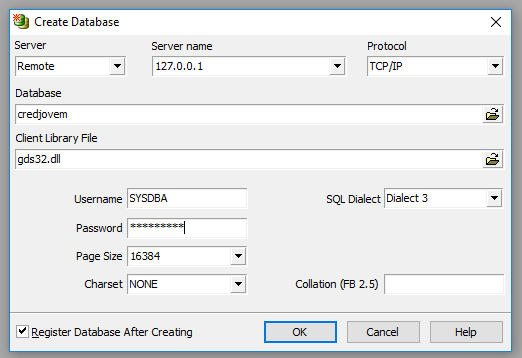 Create Database
Server Server name Protocol
Remote 127.0.0.1 TCP/IP
Database
credjovem
Client Library File
gds32.dll
Username SYSDBA SQL Dialect Dialect 3
Password *********
Page Size 16384
Charset NONE Collation (FB 2.5)
Register Database After Creating OK Cancel Help